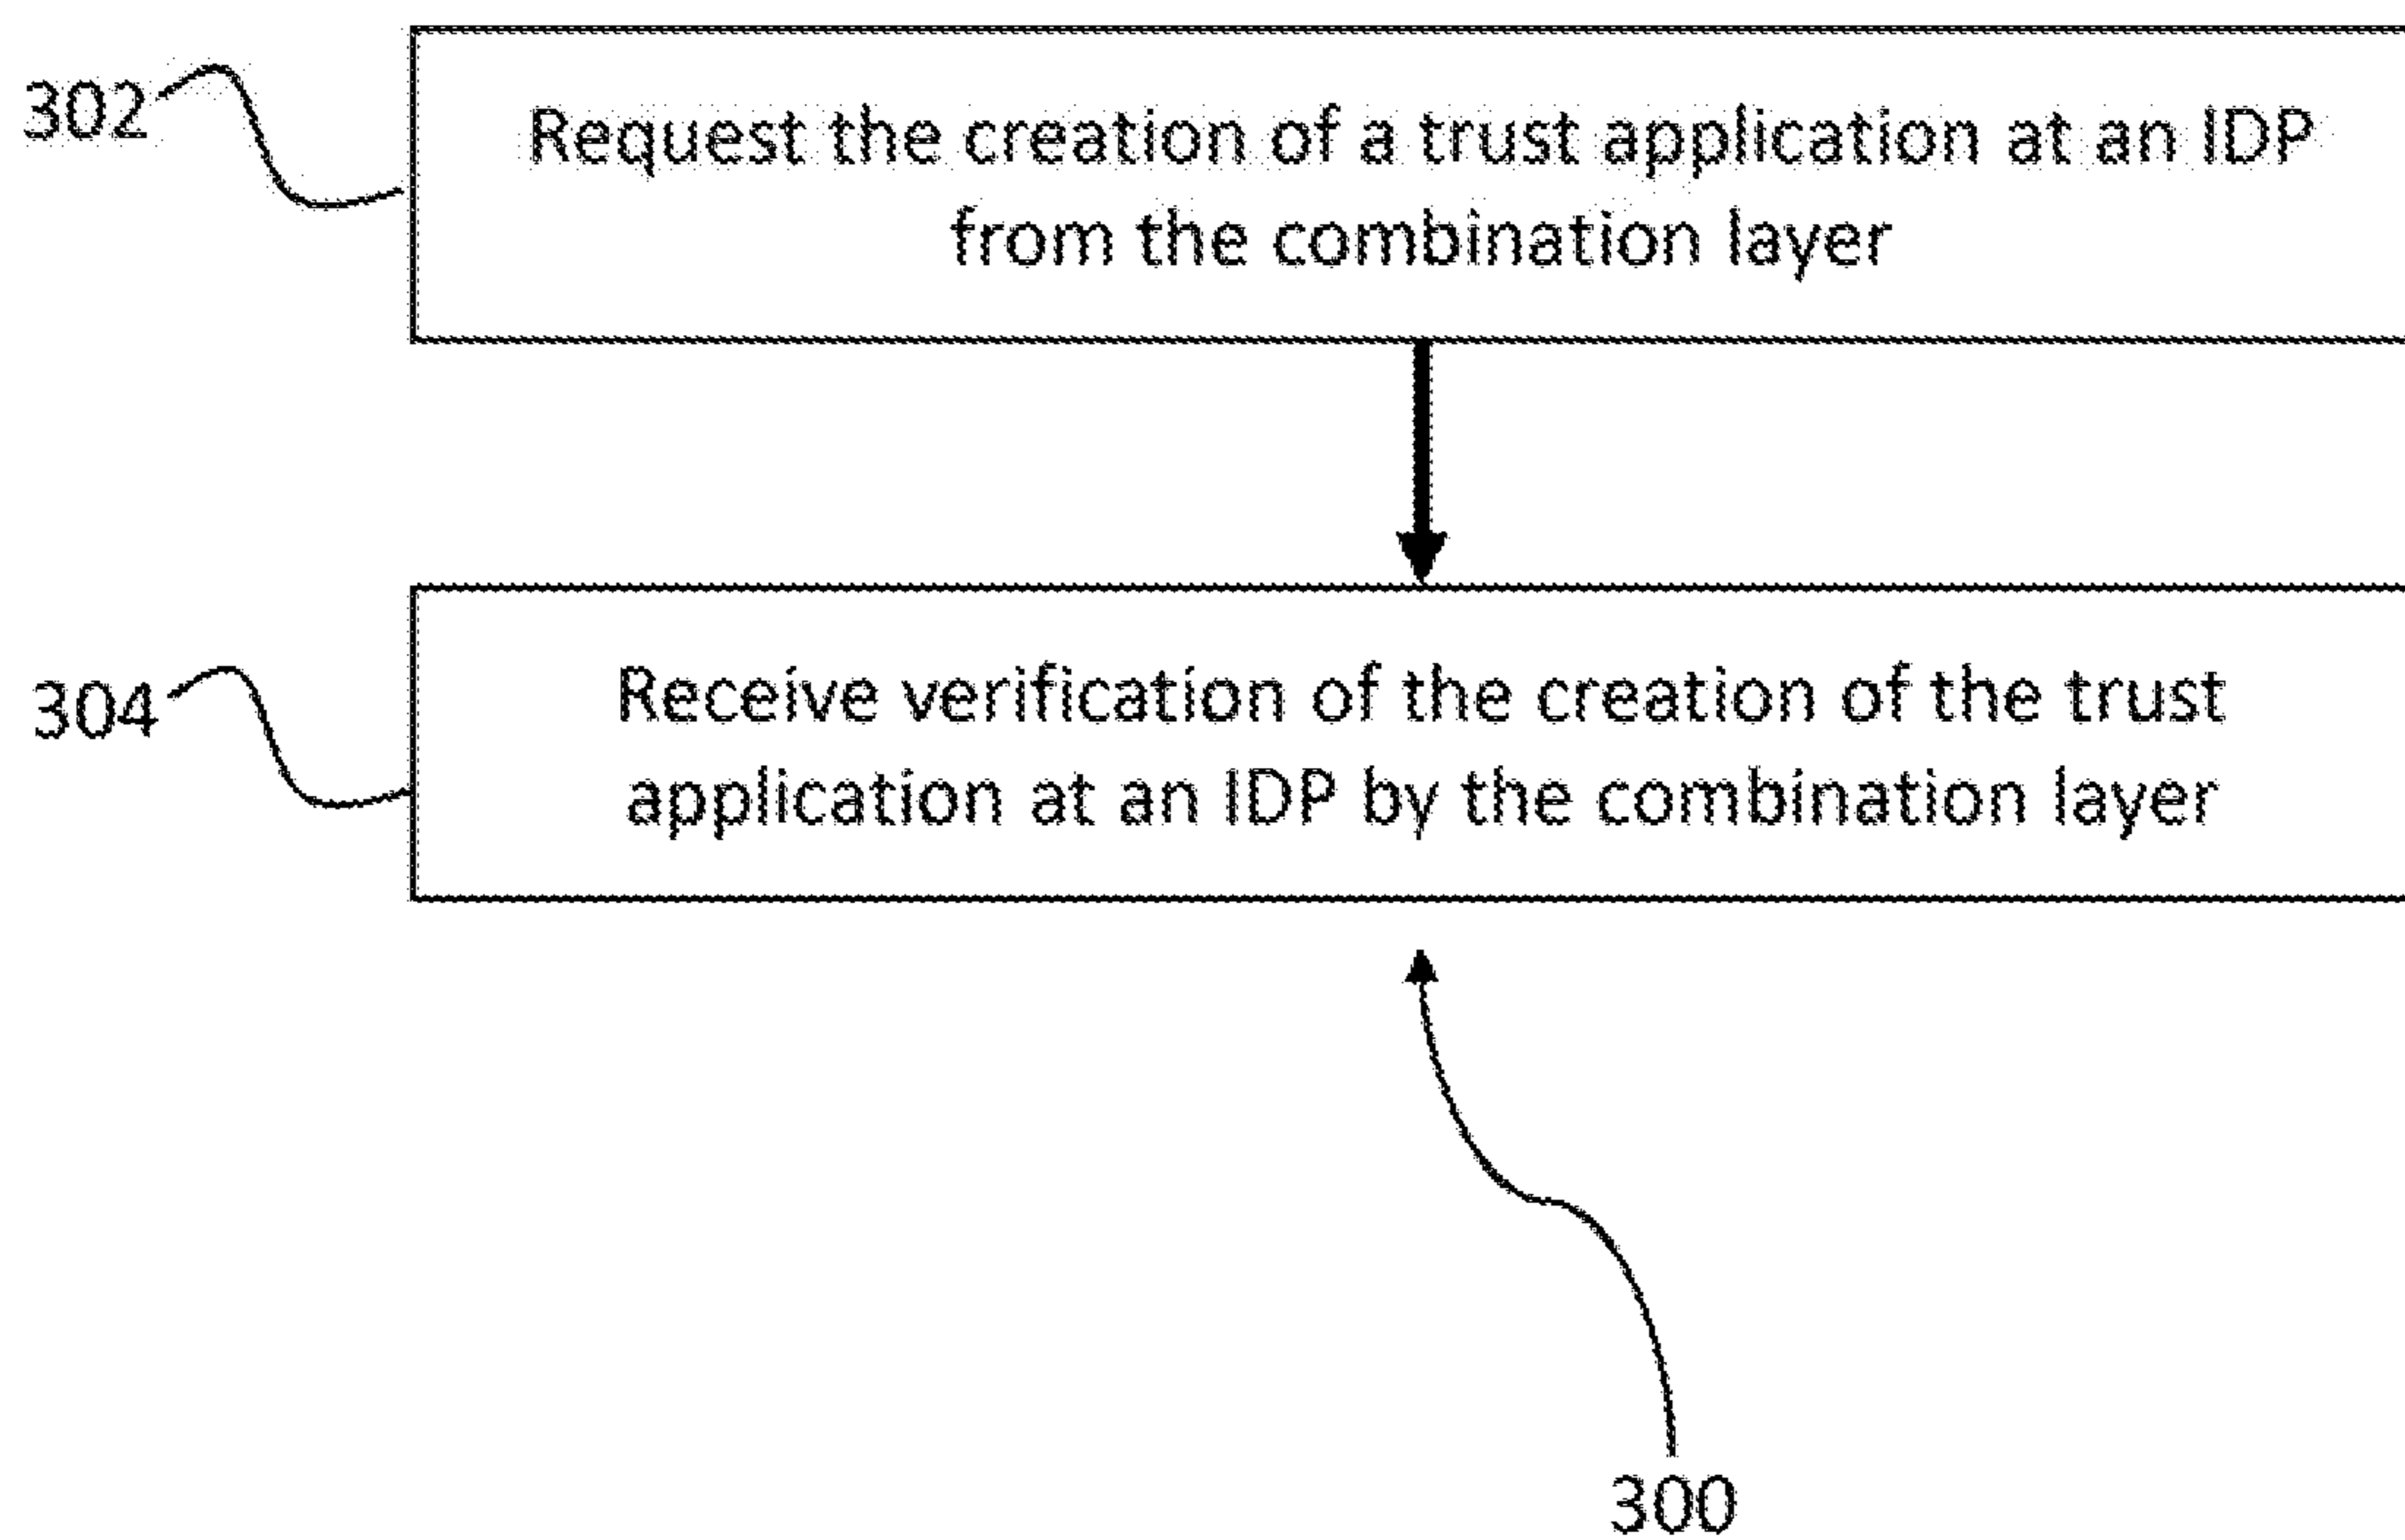 302
Request the creation of a trust application at an IDP
from the combination layer
304
Receive verification of the creation of the trust
application at an IDP by the combination layer
300